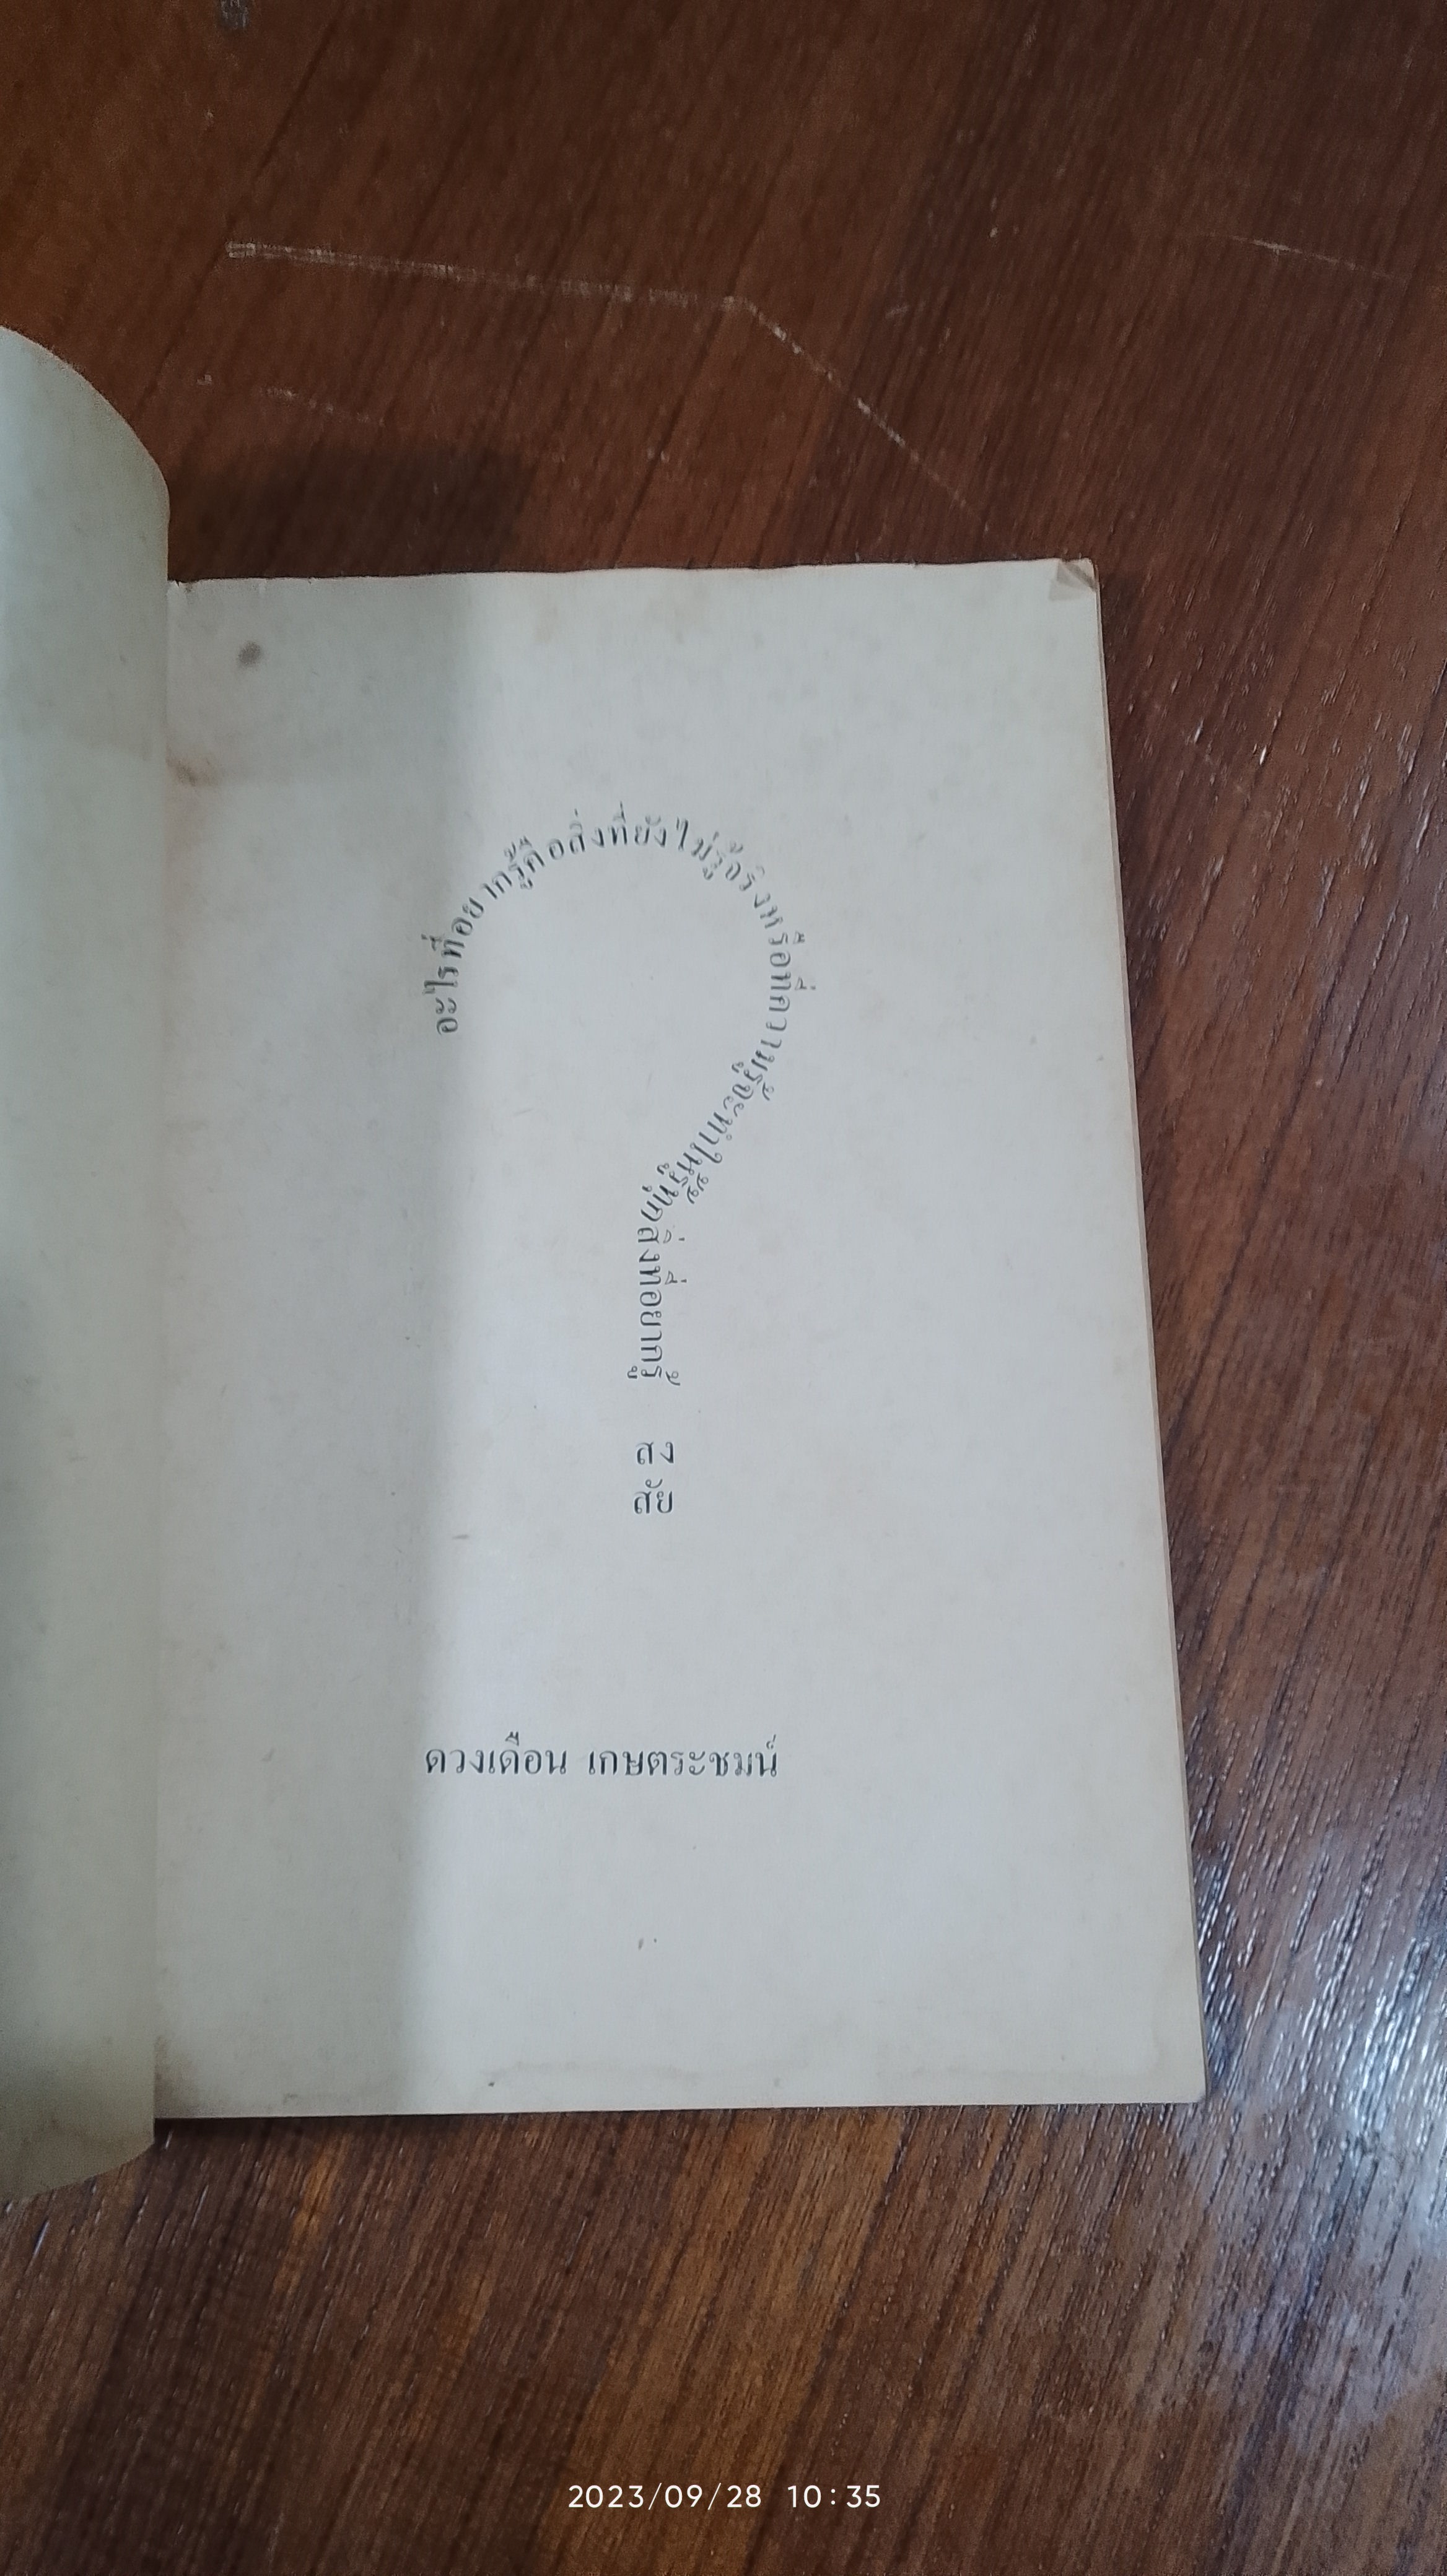 อะไรที่อยากรู้คือสิ่งที่ยังไม่รู้จริงหรือที่ความรู้จะทำให้รู้ทุกสิ่งที่อยากรู้
สง
สัย
ดวงเดือน เกษตระชมน์
2023/09/28 10:35